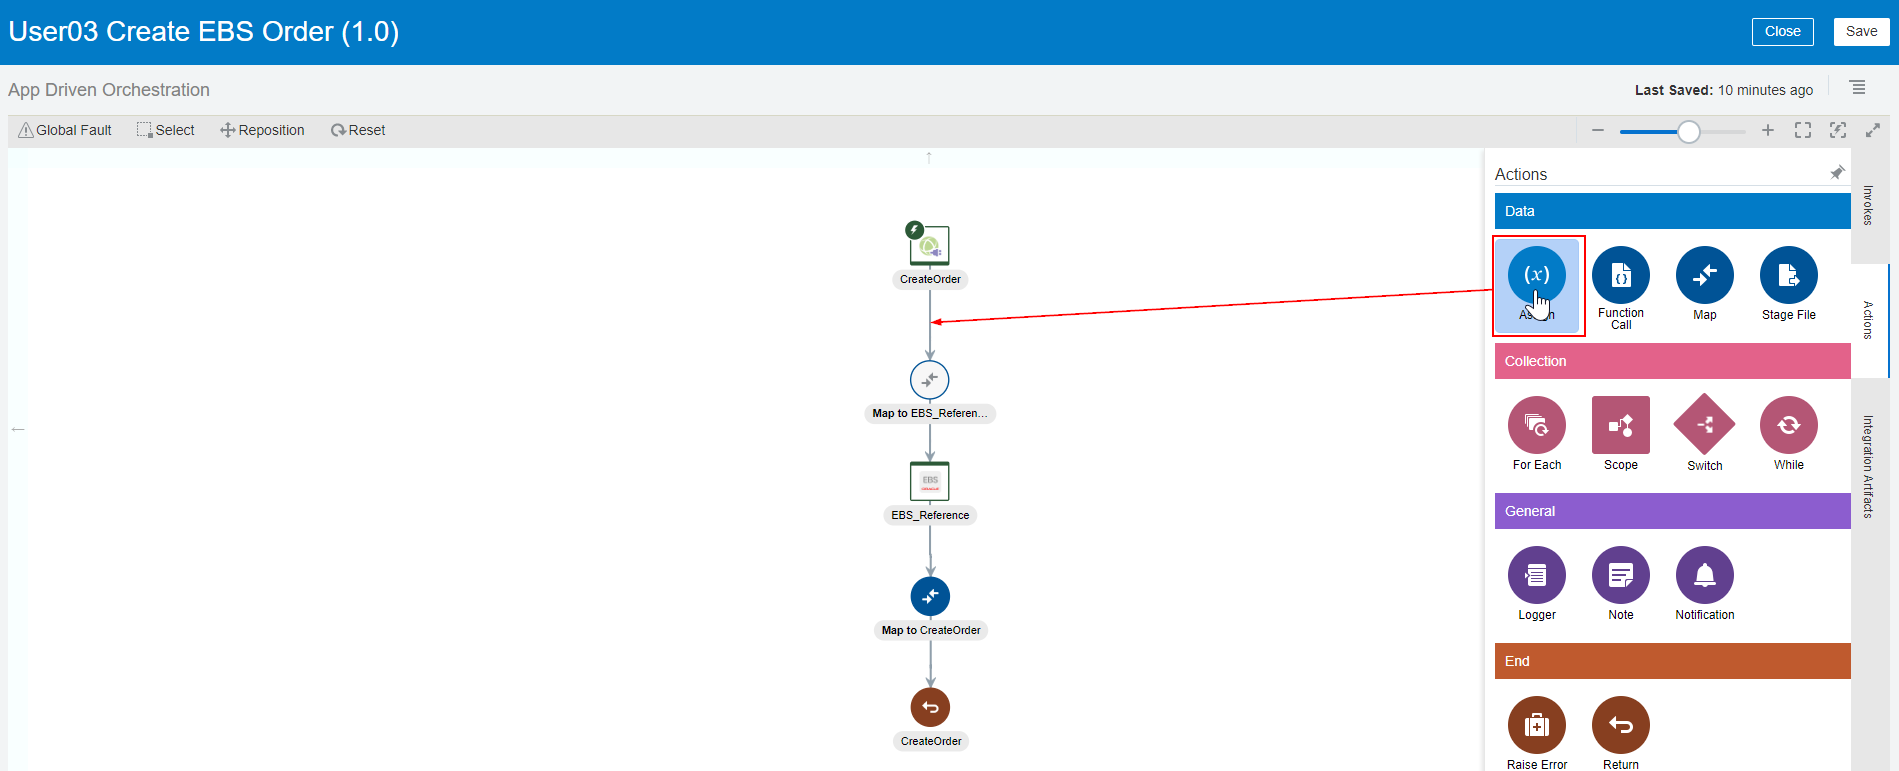 User03 Create EBS Order (1.0)
Close
Save
App Driven Orchestration
Last Saved: 10 minutes ago
Global Fault
Select
Reposition
Reset
Actions
Data
(x)
Function
Call
Map
Stage File
Collection
For Each
Scope
Switch
While
General
Logger
Note
Notification
End
Raise Error
Return
Invokes
Actions
Integration Artifacts
CreateOrder
Map to EBS_Referen...
EBS
ORACLE
EBS_Reference
Map to CreateOrder
CreateOrder